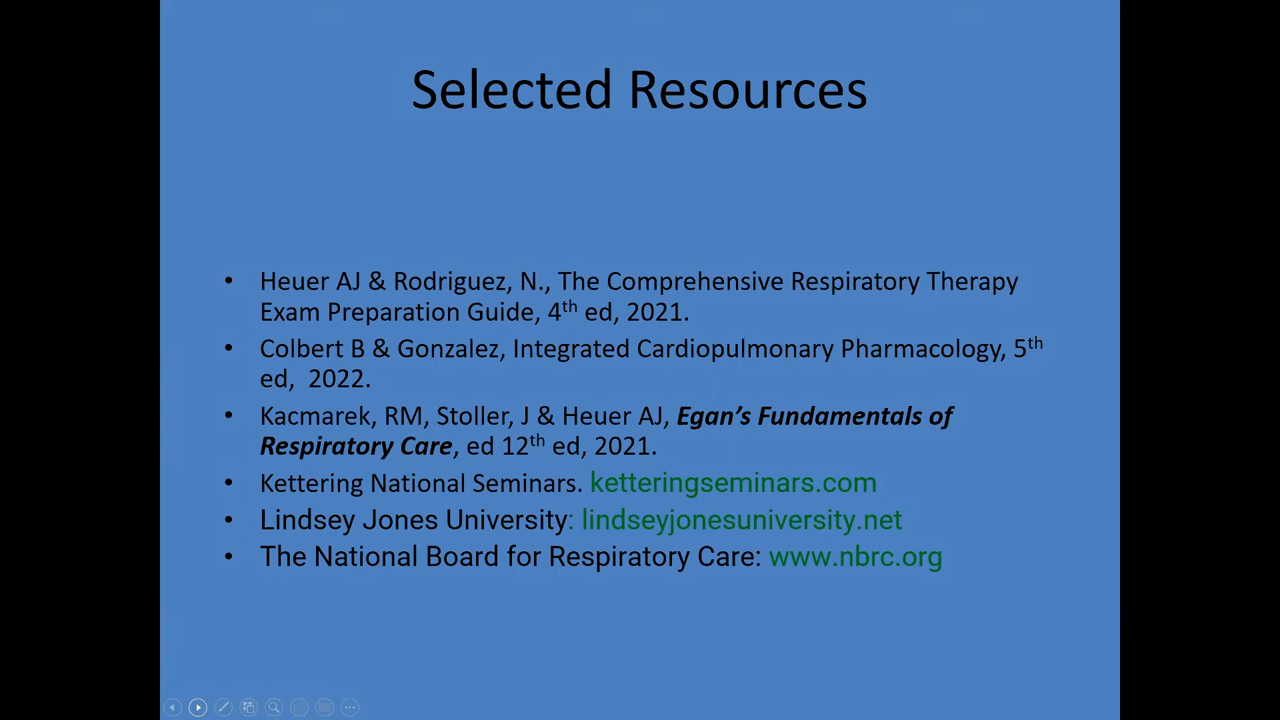 Selected Resources
• Heuer AJ & Rodriguez, N., The Comprehensive Respiratory Therapy
Exam Preparation Guide, 4th ed, 2021.
• Colbert B & Gonzalez, Integrated Cardiopulmonary Pharmacology, 5th
ed,  2022.
• Kacmarek, RM, Stoller, J & Heuer AJ, Egan’s Fundamentals of
Respiratory Care, ed 12th ed, 2021.
• Kettering National Seminars. ketteringseminars.com
• Lindsey Jones University: lindseyjonesuniversity.net
• The National Board for Respiratory Care: www.nbrc.org